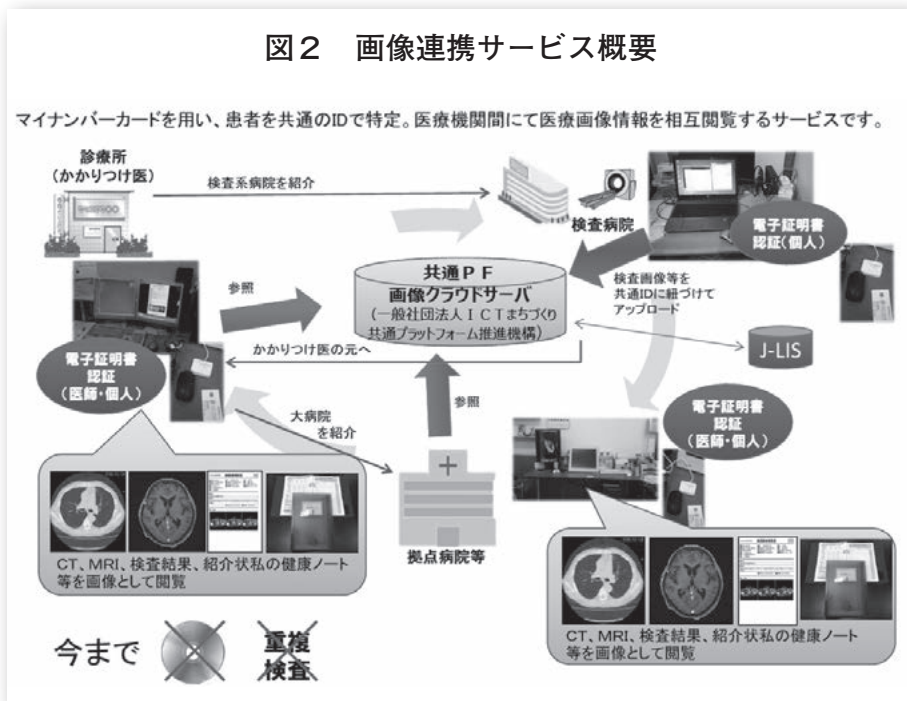 図２　画像連携サービス概要
マイナンバーカードを用い、患者を共通のIDで特定。医療機関間にて医療画像情報を相互閲覧するサービスです。
診療所
(かかりつけ医)
検査系病院を紹介
検査病院
電子証明書
認証(個人)
共通ＰＦ
画像クラウドサーバ
(一般社団法人ＩＣＴまちづくり
共通プラットフォーム推進機構)
検査画像等を
共通IDに紐づけて
アップロード
参照
かかりつけ医の元へ
J-LIS
電子証明書
認証
(医師・個人)
大病院
を紹介
参照
電子証明書
認証
(医師・個人)
拠点病院等
CT、MRI、検査結果、紹介状私の健康ノート
等を画像として閲覧
CT、MRI、検査結果、紹介状私の健康ノート
等を画像として閲覧
今まで
重複
検査